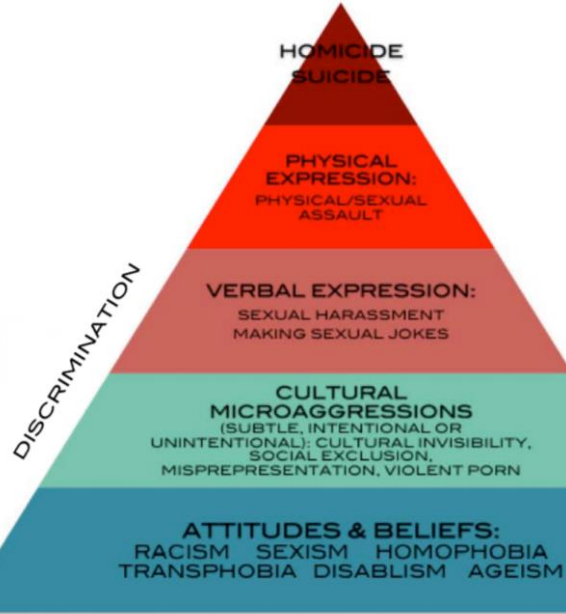 HOMICIDE
SUICIDE
PHYSICAL
EXPRESSION:
PHYSICAL/SEXUAL
ASSAULT
VERBAL EXPRESSION:
SEXUAL HARASSMENT
MAKING SEXUAL JOKES
CULTURAL
MICROAGGRESSIONS
(SUBTLE, INTENTIONAL OR
UNINTENTIONAL): CULTURAL INVISIBILITY,
SOCIAL EXCLUSION,
MISPREPRESENTATION, VIOLENT PORN
ATTITUDES & BELIEFS:
RACISM SEXISM HOMOPHOBIA
TRANSPHOBIA DISABLISM AGEISM
DISCRIMINATION